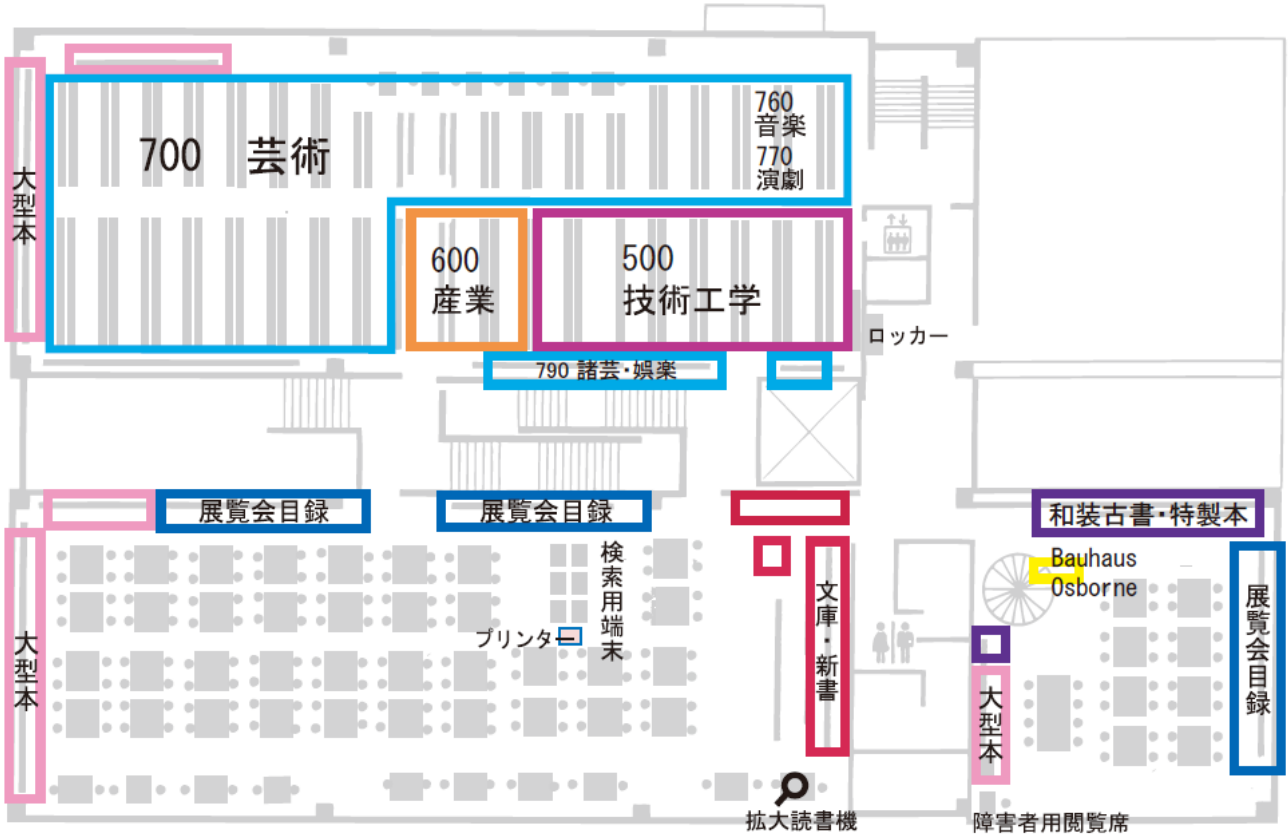 700 芸術
760
音楽
770
演劇
大型本
600
産業
500
技術工学
ロッカー
790 諸芸・娯楽
展覧会目録
展覧会目録
和装古書・特製本
検索用端末
プリンター
文庫・新書
大型本
Bauhaus
Osborne
展覧会目録
大型本
拡大読書機
障害者用閲覧席